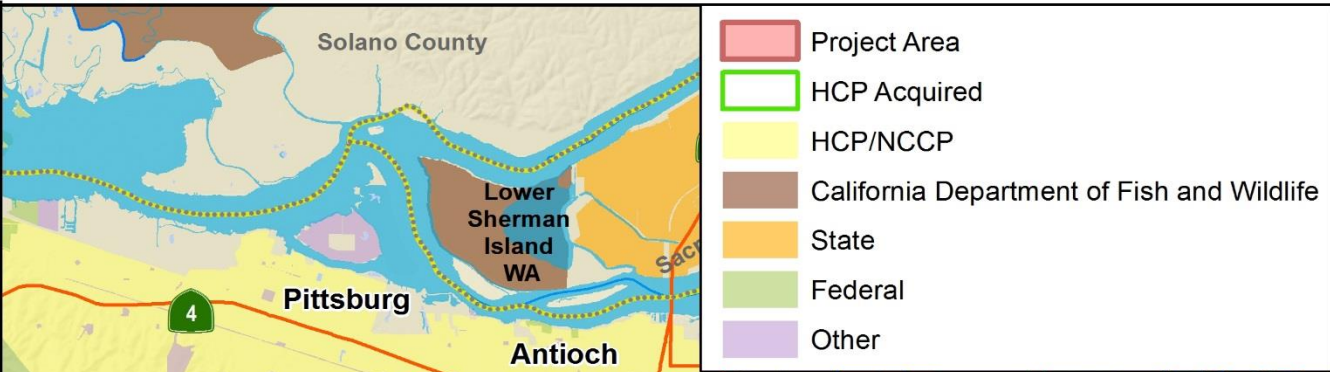 Solano County
Lower
Sherman
Island
WA
Sacr
Pittsburg
4
Antioch
Project Area
HCP Acquired
HCP/NCCP
California Department of Fish and Wildlife
State
Federal
Other